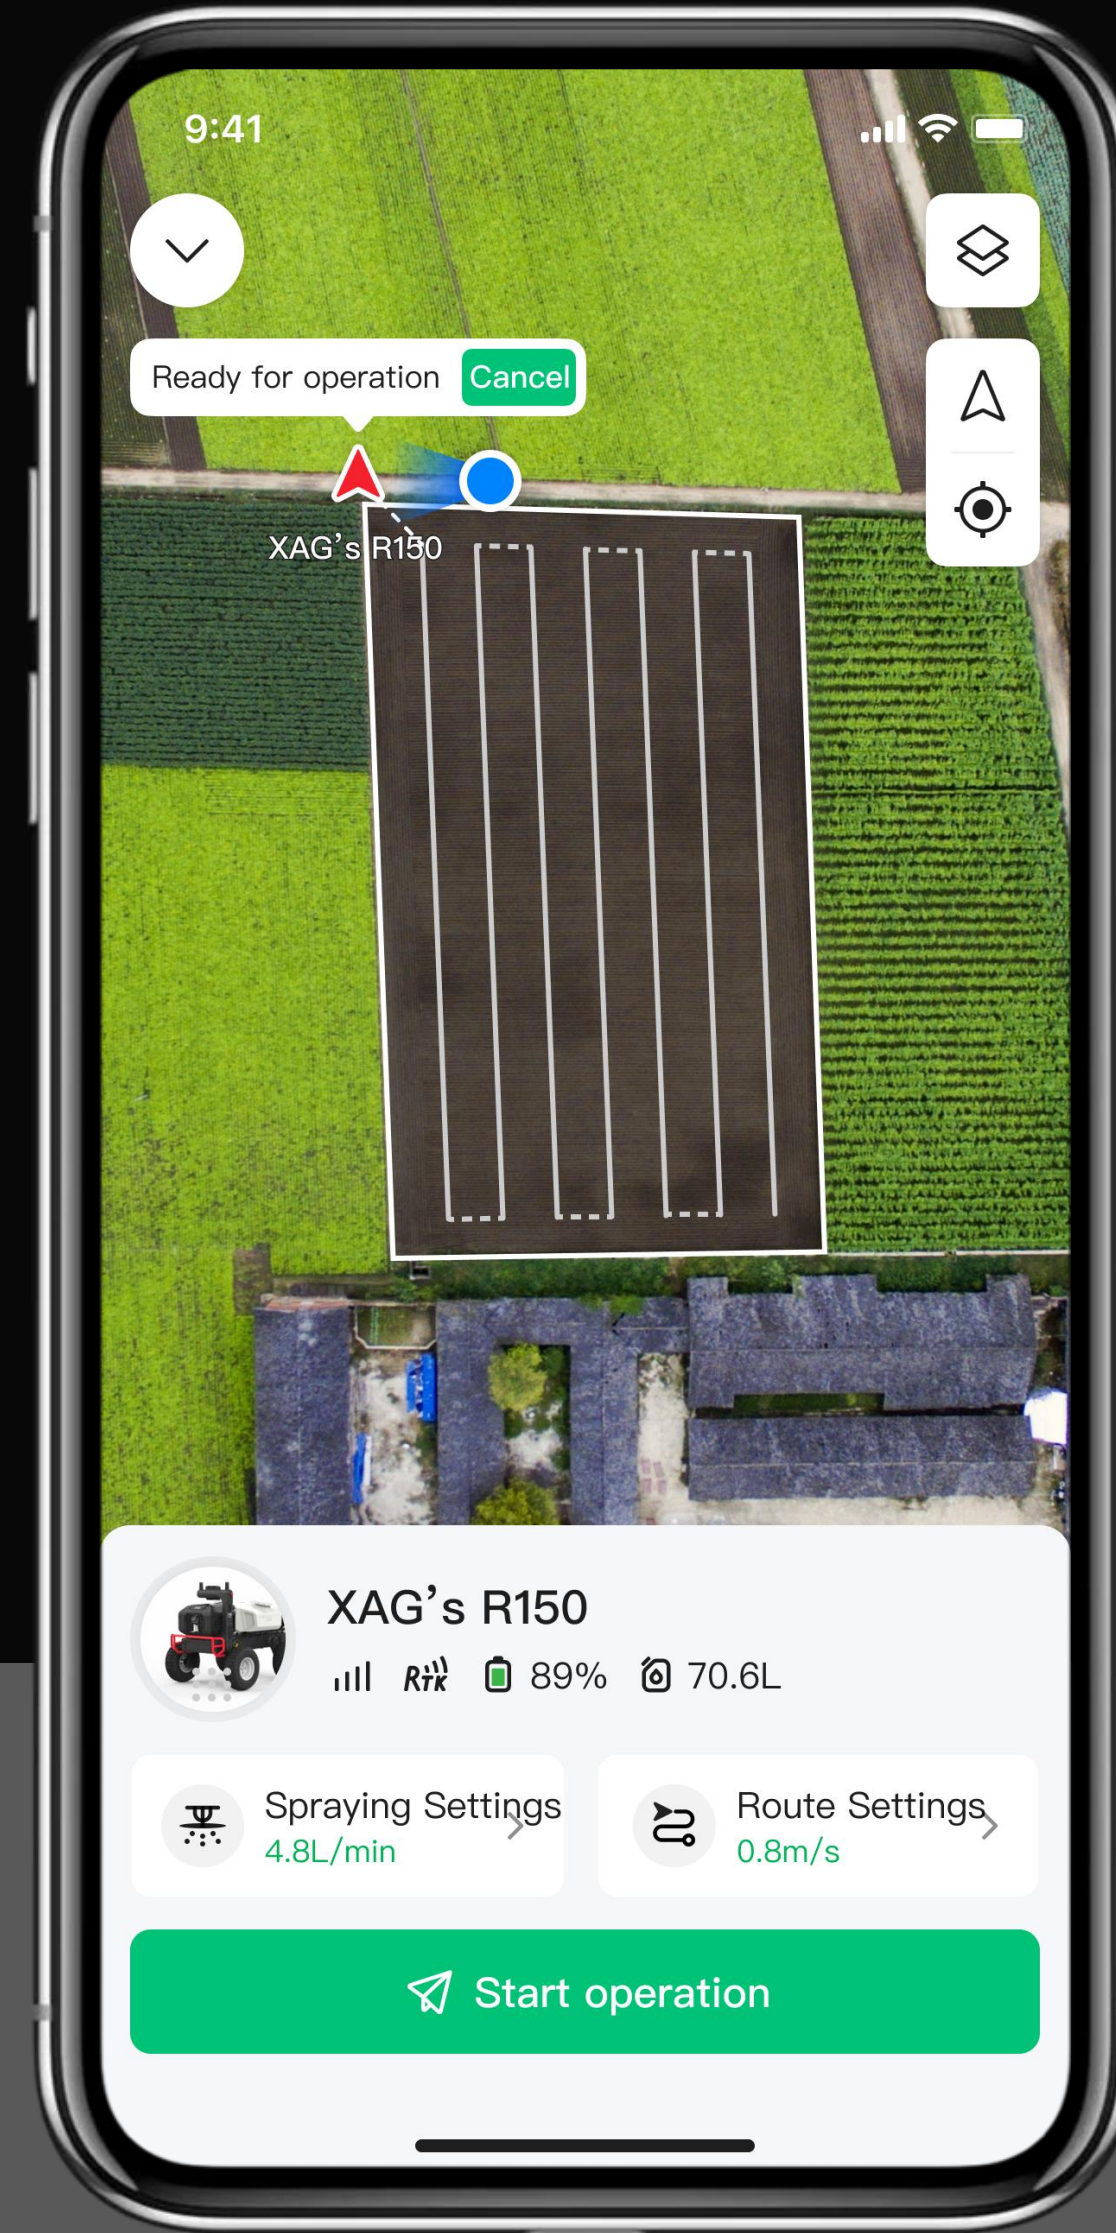 9:41
Ready for operation Cancel
XAG’s R150
XAG’s R150
RTK 89% 70.6L
Spraying Settings
4.8L/min
Route Settings
0.8m/s
Start operation